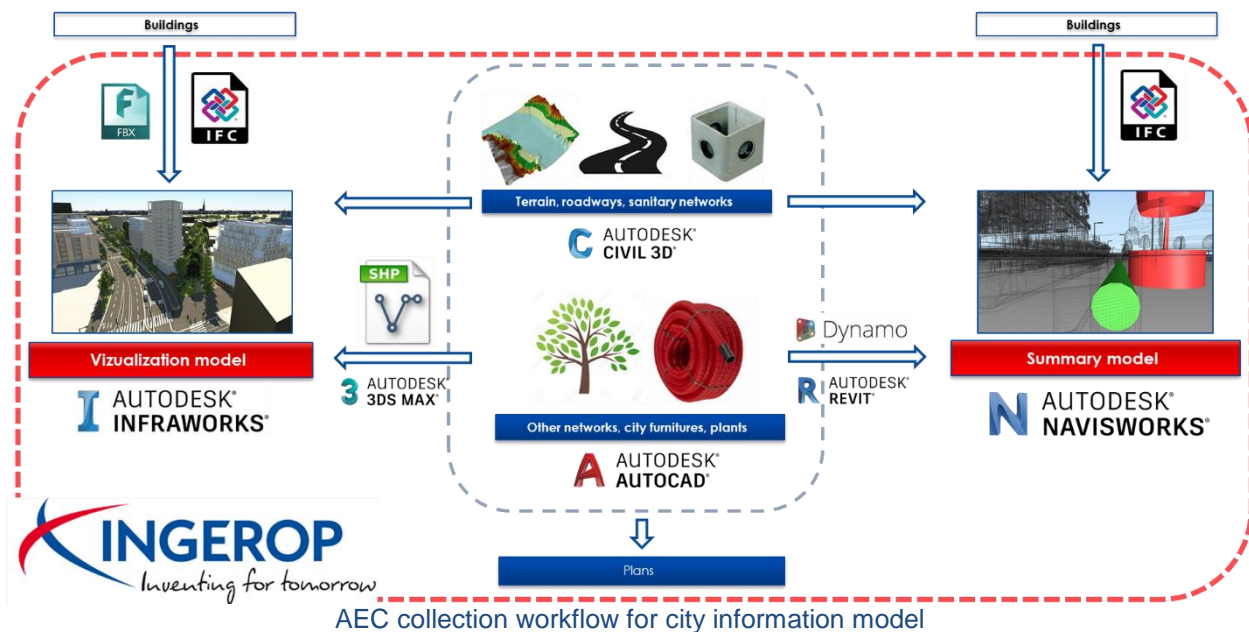 Buildings
Buildings
FBX
IFC
IFC
Terrain, roadways, sanitary networks
AUTODESK®
CIVIL 3D®
SHP
Dynamo
Vizualization model
AUTODESK®
INFRAWORKS®
3 AUTODESK®
3DS MAX®
R AUTODESK®
REVIT®
Summary model
AUTODESK®
NAVISWORKS®
Other networks, city furnitures, plants
AUTODESK®
AUTOCAD®
INGEROP
Inventing for tomorrow
Plans
AEC collection workflow for city information model